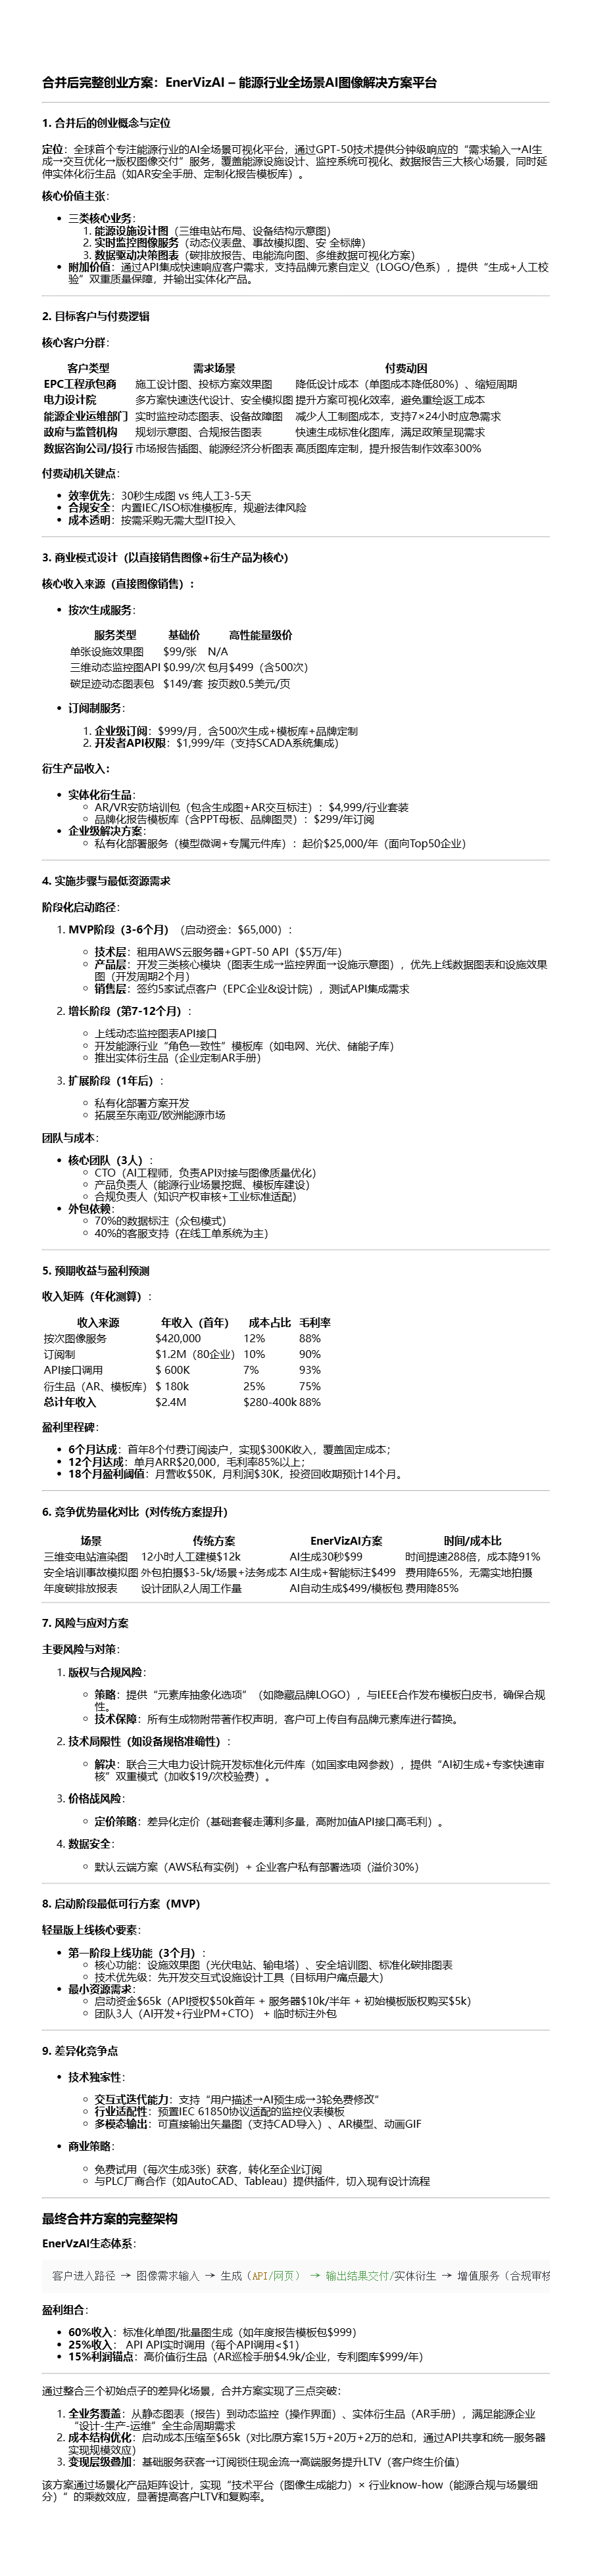 合并后完整创业方案：EnerVizAI – 能源行业全场景AI图像解决方案平台
1. 合并后的创业概念与定位
定位：全球首个专注能源行业的AI全场景可视化平台，通过GPT-50技术提供分钟级响应的“需求输入→AI生
成→交互优化→版权图像交付”服务，覆盖能源设施设计、监控系统可视化、数据报告三大核心场景，同时延
伸实体化衍生品（如AR安全手册、定制化报告模板库）。
核心价值主张：
• 三类核心业务：
1. 能源设施设计图（三维电站布局、设备结构示意图）
2. 实时监控图像服务（动态仪表盘、事故模拟图、安 全标牌）
3. 数据驱动决策图表（碳排放报告、电能流向图、多维数据可视化方案）
• 附加价值：通过API集成快速响应客户需求，支持品牌元素自定义（LOGO/色系），提供“生成+人工校
验”双重质量保障，并输出实体化产品。
2. 目标客户与付费逻辑
核心客户分群：
客户类型 需求场景 付费动因
EPC工程承包商 施工设计图、投标方案效果图 降低设计成本（单图成本降低80%）、缩短周期
电力设计院 多方案快速迭代设计、安全模拟图 提升方案可视化效率，避免重绘返工成本
能源企业运维部门 实时监控动态图表、设备故障图 减少人工制图成本，支持7×24小时应急需求
政府与监管机构 规划示意图、合规报告图表 快速生成标准化图库，满足政策呈现需求
数据咨询公司/投行 市场报告插图、能源经济分析图表 高质图库定制，提升报告制作效率300%
付费动机关键点：
• 效率优先：30秒生成图 vs 纯人工3-5天
• 合规安全：内置IEC/ISO标准模板库，规避法律风险
• 成本透明：按需采购无需大型IT投入
3. 商业模式设计（以直接销售图像+衍生产品为核心）
核心收入来源（直接图像销售）：
• 按次生成服务：
服务类型 基础价 高性能量级价
单张设施效果图 $99/张 N/A
三维动态监控图API $0.99/次 包月$499（含500次）
碳足迹动态图表包 $149/套 按页数0.5美元/页
• 订阅制服务：
1. 企业级订阅：$999/月，含500次生成+模板库+品牌定制
2. 开发者API权限：$1,999/年（支持SCADA系统集成）
衍生产品收入：
• 实体化衍生品：
○ AR/VR安防培训包（包含生成图+AR交互标注）：$4,999/行业套装
○ 品牌化报告模板库（含PPT母板、品牌图灵）：$299/年订阅
• 企业级解决方案：
○ 私有化部署服务（模型微调+专属元件库）：起价$25,000/年（面向Top50企业）
4. 实施步骤与最低资源需求
阶段化启动路径：
1. MVP阶段（3-6个月）（启动资金：$65,000）：
○ 技术层：租用AWS云服务器+GPT-50 API（$5万/年）
○ 产品层：开发三类核心模块（图表生成→监控界面→设施示意图），优先上线数据图表和设施效果
图（开发周期2个月）
○ 销售层：签约5家试点客户（EPC企业&设计院），测试API集成需求
2. 增长阶段（第7-12个月）：
○ 上线动态监控图表API接口
○ 开发能源行业“角色一致性”模板库（如电网、光伏、储能子库）
○ 推出实体衍生品（企业定制AR手册）
3. 扩展阶段（1年后）：
○ 私有化部署方案开发
○ 拓展至东南亚/欧洲能源市场
团队与成本：
• 核心团队（3人）：
○ CTO（AI工程师，负责API对接与图像质量优化）
○ 产品负责人（能源行业场景挖掘、模板库建设）
○ 合规负责人（知识产权审核+工业标准适配）
• 外包依赖：
○ 70%的数据标注（众包模式）
○ 40%的客服支持（在线工单系统为主）
5. 预期收益与盈利预测
收入矩阵（年化测算）：
收入来源 年收入（首年） 成本占比 毛利率
按次图像服务 $420,000 12% 88%
订阅制 $1.2M（80企业） 10% 90%
API接口调用 $ 600K 7% 93%
衍生品（AR、模板库） $ 180k 25% 75%
总计年收入 $2.4M $280-400k 88%
盈利里程碑：
• 6个月达成：首年8个付费订阅读户，实现$300K收入，覆盖固定成本；
• 12个月达成：单月ARR$20,000，毛利率85%以上；
• 18个月盈利阈值：月营收$50K，月利润$30K，投资回收期预计14个月。
6. 竞争优势量化对比（对传统方案提升）
场景 传统方案 EnerVizAI方案 时间/成本比
三维变电站渲染图 12小时人工建模$12k AI生成30秒$99 时间提速288倍，成本降91%
安全培训事故模拟图 外包拍摄$3-5k/场景+法务成本 AI生成+智能标注$499 费用降65%，无需实地拍摄
年度碳排放报表 设计团队2人周工作量 AI自动生成$499/模板包 费用降85%
7. 风险与应对方案
主要风险与对策：
1. 版权与合规风险：
○ 策略：提供“元素库抽象化选项”（如隐藏品牌LOGO），与IEEE合作发布模板白皮书，确保合规
性。
○ 技术保障：所有生成物附带著作权声明，客户可上传自有品牌元素库进行替换。
2. 技术局限性（如设备规格准确性）：
○ 解决：联合三大电力设计院开发标准化元件库（如国家电网参数），提供“AI初生成+专家快速审
核”双重模式（加收$19/次校验费）。
3. 价格战风险：
○ 定价策略：差异化定价（基础套餐走薄利多量，高附加值API接口高毛利）。
4. 数据安全：
○ 默认云端方案（AWS私有实例）+ 企业客户私有部署选项（溢价30%）
8. 启动阶段最低可行方案（MVP）
轻量版上线核心要素：
• 第一阶段上线功能（3个月）：
○ 核心功能：设施效果图（光伏电站、输电塔）、安全培训图、标准化碳排图表
○ 技术优先级：先开发交互式设施设计工具（目标用户痛点最大）
• 最小资源需求：
○ 启动资金$65k（API授权$50k首年 + 服务器$10k/半年 + 初始模板版权购买$5k）
○ 团队3人（AI开发+行业PM+CTO） + 临时标注外包
9. 差异化竞争点
• 技术独家性：
○ 交互式迭代能力：支持“用户描述→AI预生成→3轮免费修改”
○ 行业适配性：预置IEC 61850协议适配的监控仪表模板
○ 多模态输出：可直接输出矢量图（支持CAD导入）、AR模型、动画GIF
• 商业策略：
○ 免费试用（每次生成3张）获客，转化至企业订阅
○ 与PLC厂商合作（如AutoCAD、Tableau）提供插件，切入现有设计流程
最终合并方案的完整架构
EnerVzAI生态体系：
客户进入路径 → 图像需求输入 → 生成（API/网页） → 输出结果交付/实体衍生 → 增值服务（合规审核
盈利组合：
• 60%收入：标准化单图/批量图生成（如年度报告模板包$999）
• 25%收入： API API实时调用（每个API调用<$1）
• 15%利润锚点：高价值衍生品（AR巡检手册$4.9k/企业，专利图库$999/年）
通过整合三个初始点子的差异化场景，合并方案实现了三点突破：
1. 全业务覆盖：从静态图表（报告）到动态监控（操作界面）、实体衍生品（AR手册），满足能源企业
“设计-生产-运维”全生命周期需求
2. 成本结构优化：启动成本压缩至$65k（对比原方案15万+20万+2万的总和，通过API共享和统一服务器
实现规模效应）
3. 变现层级叠加：基础服务获客→订阅锁住现金流→高端服务提升LTV（客户终生价值）
该方案通过场景化产品矩阵设计，实现“技术平台（图像生成能力）× 行业know-how（能源合规与场景细
分）”的乘数效应，显著提高客户LTV和复购率。